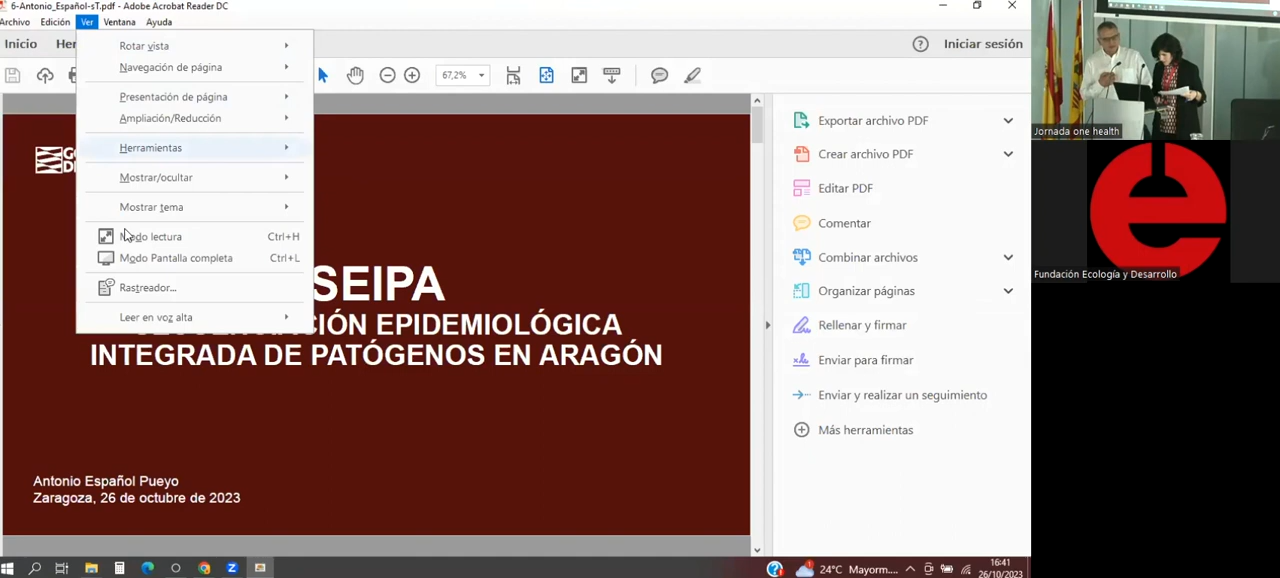 6-Antonio_Español-sT.pdf - Adobe Acrobat Reader DC
Archivo Edición Ver Ventana Ayuda
Inicio Her
Iniciar sesión
67,2%
Rotar vista
Navegación de página
Presentación de página
Ampliación/Reducción
Herramientas
Mostrar/ocultar
Mostrar tema
Modo lectura Ctrl+H
Modo Pantalla completa Ctrl+L
Rastreador...
Leer en voz alta
SEIPA
CIÓN EPIDEMIOLÓGICA
INTEGRADA DE PATÓGENOS EN ARAGÓN
Antonio Español Pueyo
Zaragoza, 26 de octubre de 2023
Exportar archivo PDF
Crear archivo PDF
Editar PDF
Comentar
Combinar archivos
Organizar páginas
Rellenar y firmar
Enviar para firmar
Enviar y realizar un seguimiento
Más herramientas
Jornada one health
Fundación Ecología y Desarrollo
24°C Mayorm....
16:41
26/10/2023